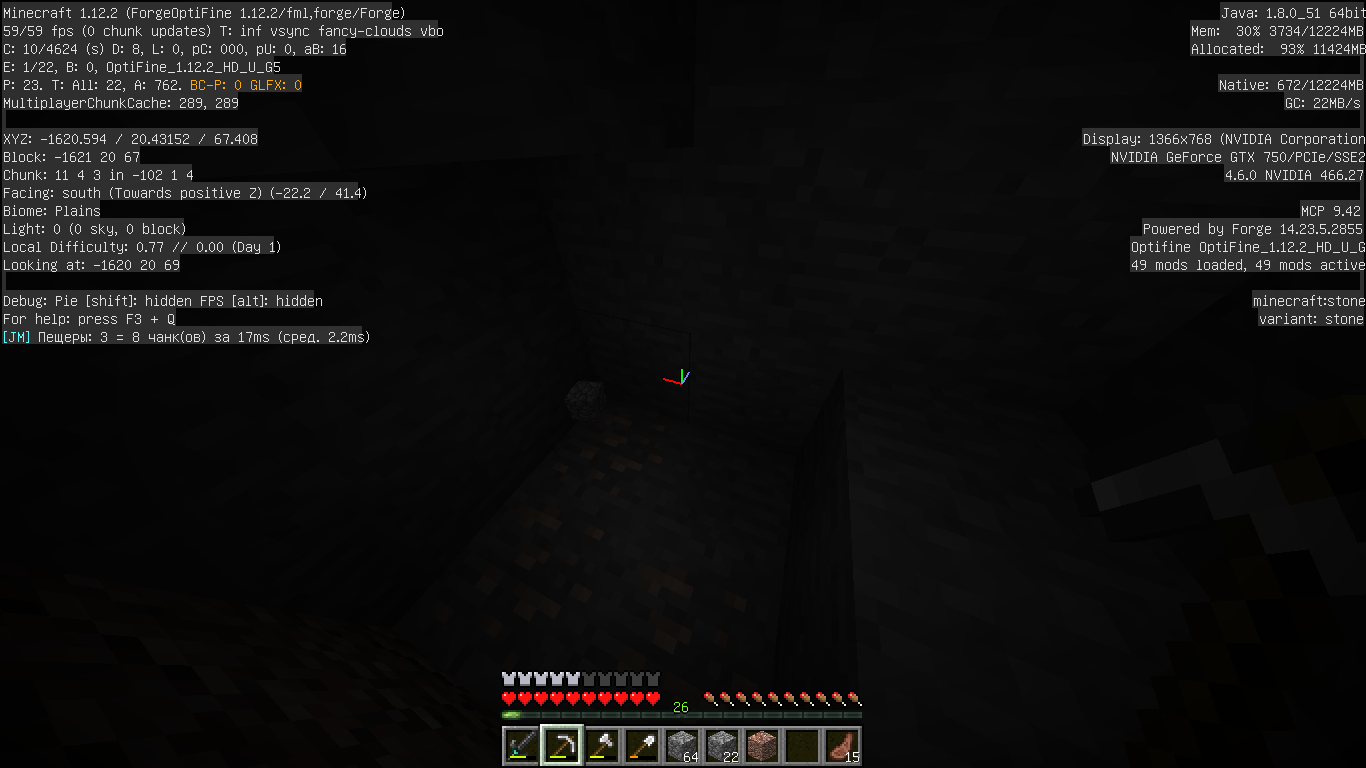 Minecraft 1.12.2 (ForgeOptiFine 1.12.2/fml,forge/Forge)
59/59 fps (0 chunk updates) T: inf vsync fancy-clouds vbo
C: 10/4624 (s) D: 8, L: 0, pC: 000, pU: 0, aB: 16
E: 1/22, B: 0, OptiFine_1.12.2_HD_U_G5
P: 23. T: All: 22, A: 762. BC-P: 0 GLFX: 0
MultiplayerChunkCache: 289, 289
XYZ: -1620.594 / 20.43152 / 67.408
Block: -1621 20 67
Chunk: 11 4 3 in -102 1 4
Facing: south (Towards positive Z) (-22.2 / 41.4)
Biome: Plains
Light: 0 (0 sky, 0 block)
Local Difficulty: 0.77 // 0.00 (Day 1)
Looking at: -1620 20 69
Debug: Pie [shift]: hidden FPS [alt]: hidden
For help: press F3 + Q
[JM] Пещеры: 3 = 8 чанк(ов) за 17ms (сред. 2.2ms)
Java: 1.8.0_51 64bit
Mem: 30% 3734/12224MB
Allocated: 93% 11424MB
Native: 672/12224MB
GC: 22MB/s
Display: 1366x768 (NVIDIA Corporation
NVIDIA GeForce GTX 750/PCIe/SSE2
4.6.0 NVIDIA 466.27
MCP 9.42
Powered by Forge 14.23.5.2855
Optifine OptiFine_1.12.2_HD_U_G
49 mods loaded, 49 mods active
minecraft:stone
variant: stone
26
64
22
15